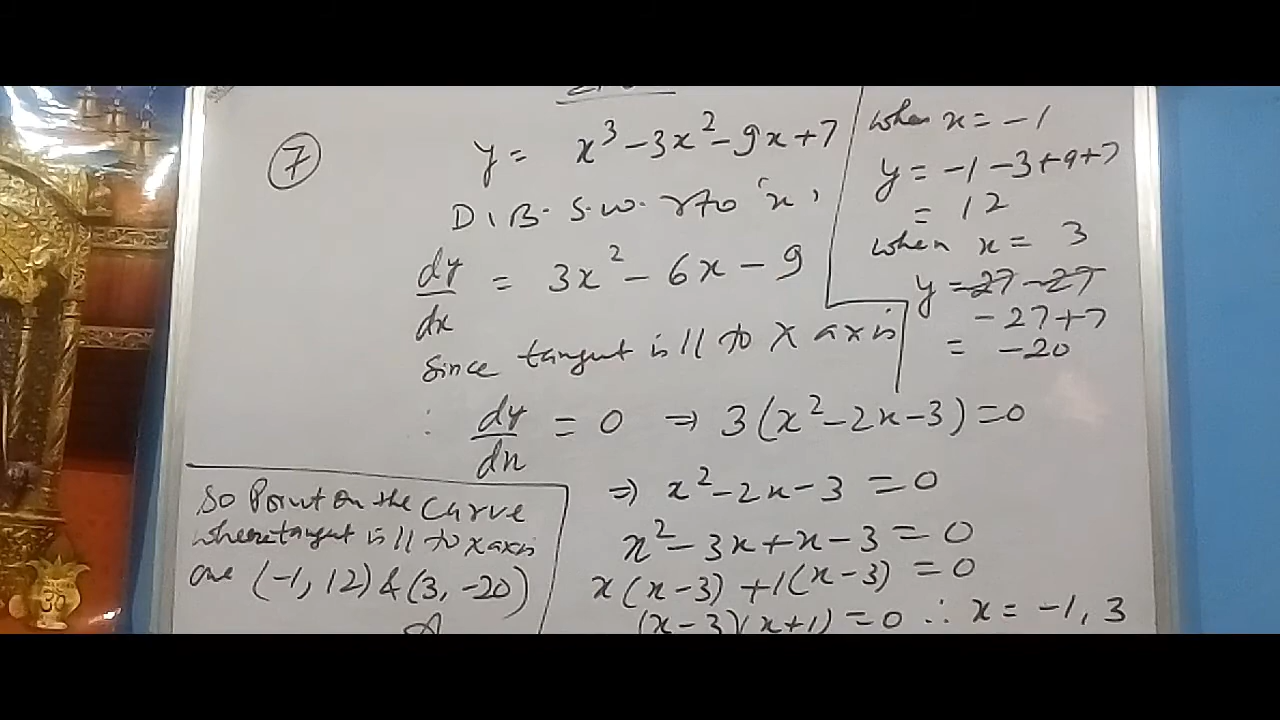 7
y = x³ - 3x² - 9x + 7
D.B.S.w.r to 'x'
dy/dx = 3x² - 6x - 9
Since tangent is || to X axis
∴ dy/dx = 0 ⇒ 3(x² - 2x - 3) = 0
⇒ x² - 2x - 3 = 0
x² - 3x + x - 3 = 0
x(x - 3) + 1(x - 3) = 0
(x - 3)(x + 1) = 0 ∴ x = -1, 3
when x = -1
y = -1 - 3 + 9 + 7
= 12
when x = 3
y = 27 - 27
- 27 + 7
= -20
So Point on the Curve
where tangent is || to x axis
are (-1, 12) & (3, -20)
ॐ